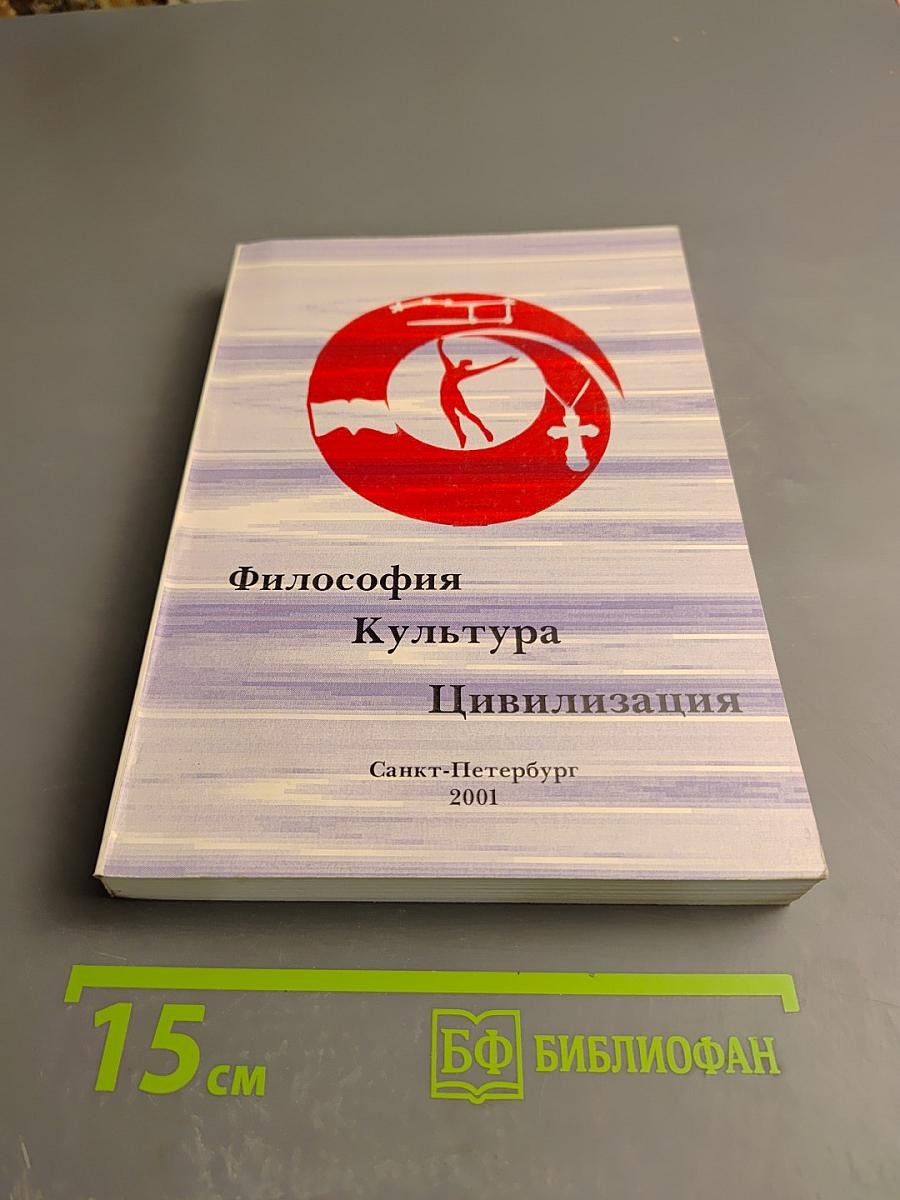 Философия
Культура
Цивилизация
Санкт-Петербург
2001
15 см
БФ БИБЛИОФАН